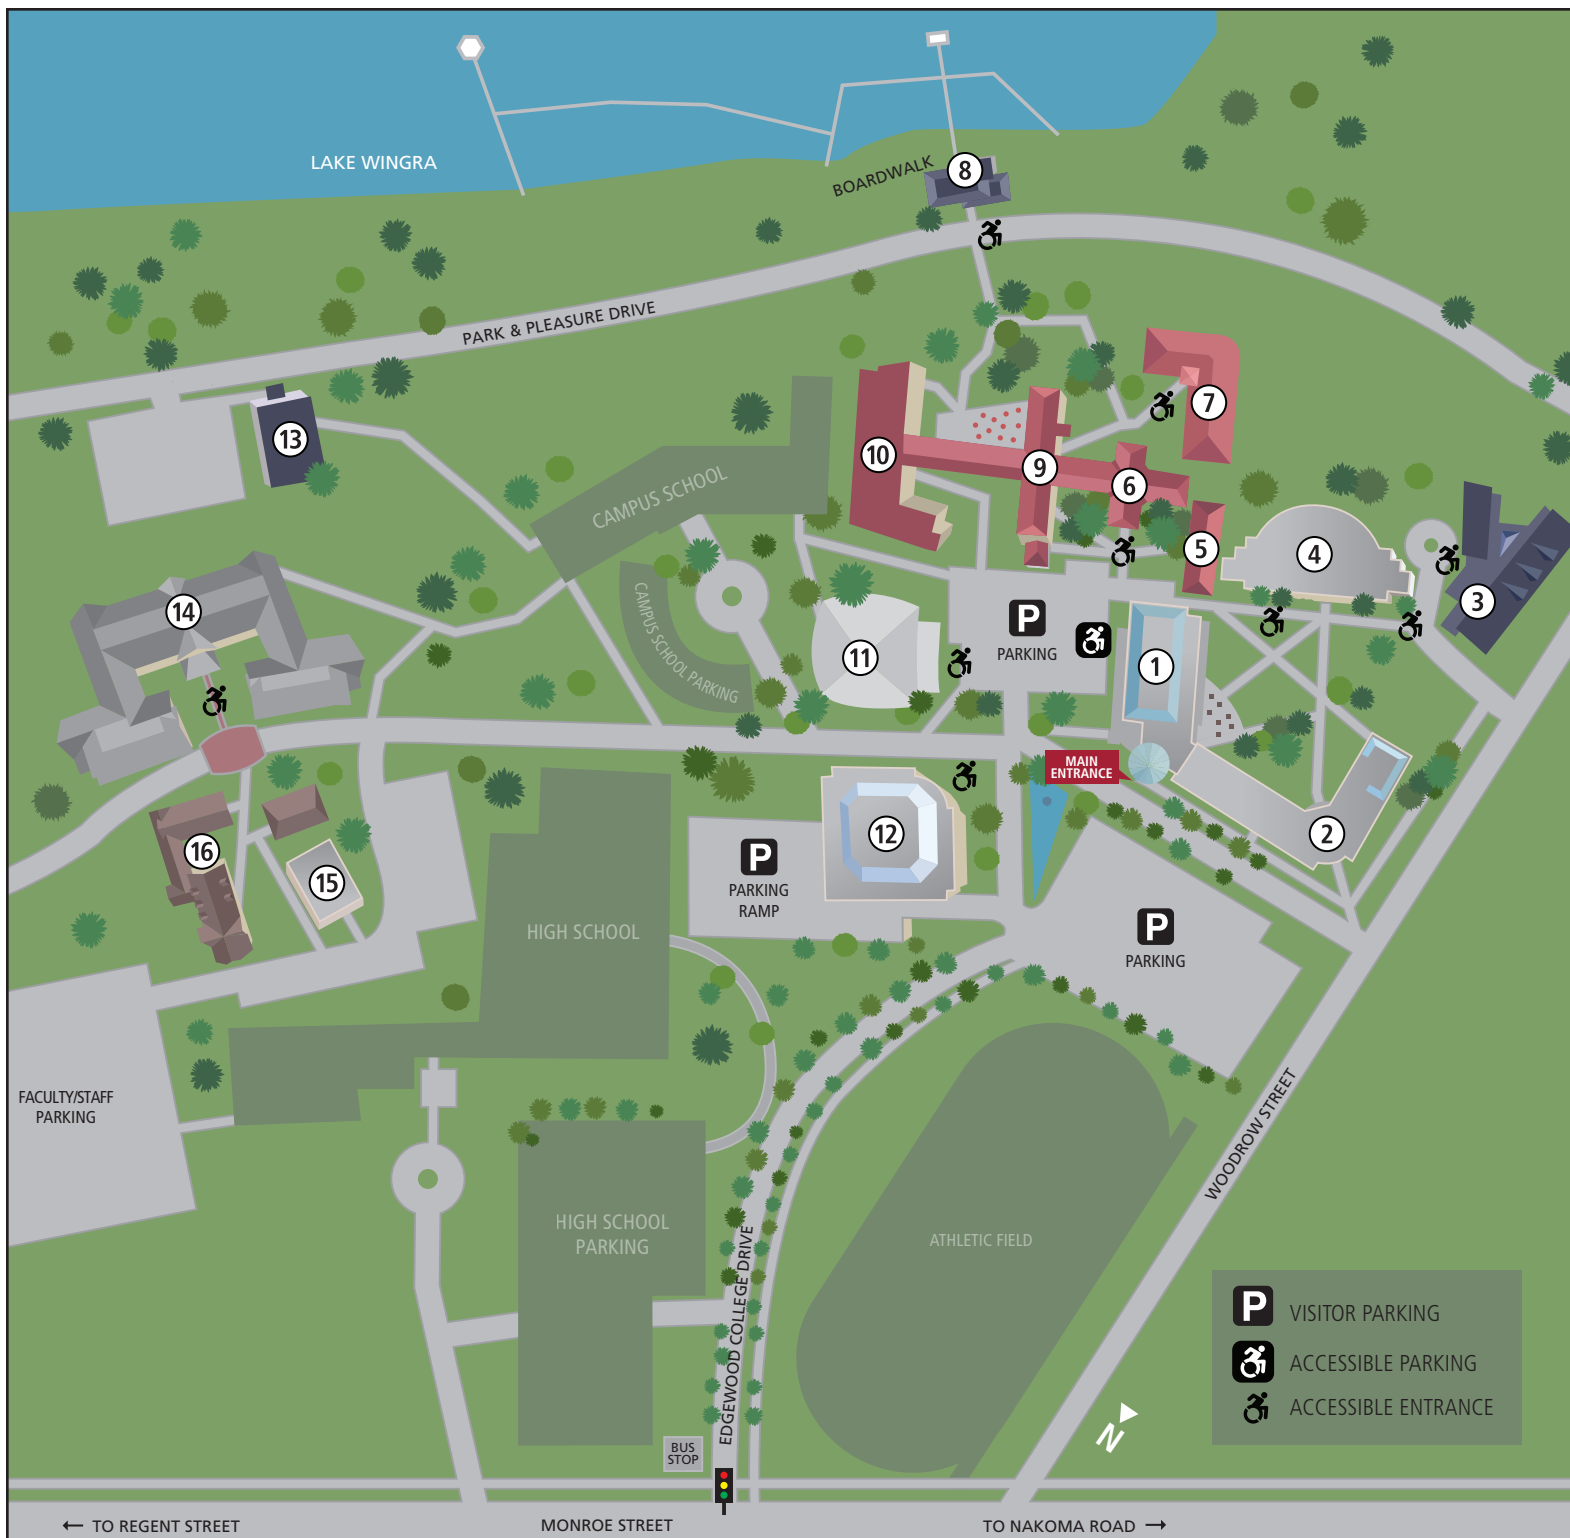 LAKE WINGRA
BOARDWALK
8
PARK & PLEASURE DRIVE
7
13
10
9
6
CAMPUS SCHOOL
5
4
3
14
CAMPUS SCHOOL PARKING
P
PARKING
11
1
MAIN
ENTRANCE
2
12
16
15
P
PARKING
RAMP
HIGH SCHOOL
P
PARKING
FACULTY/STAFF
PARKING
WOODROW STREET
HIGH SCHOOL
PARKING
ATHLETIC FIELD
EDGEWOOD COLLEGE DRIVE
P VISITOR PARKING
ACCESSIBLE PARKING
ACCESSIBLE ENTRANCE
N
BUS
STOP
← TO REGENT STREET
MONROE STREET
TO NAKOMA ROAD →